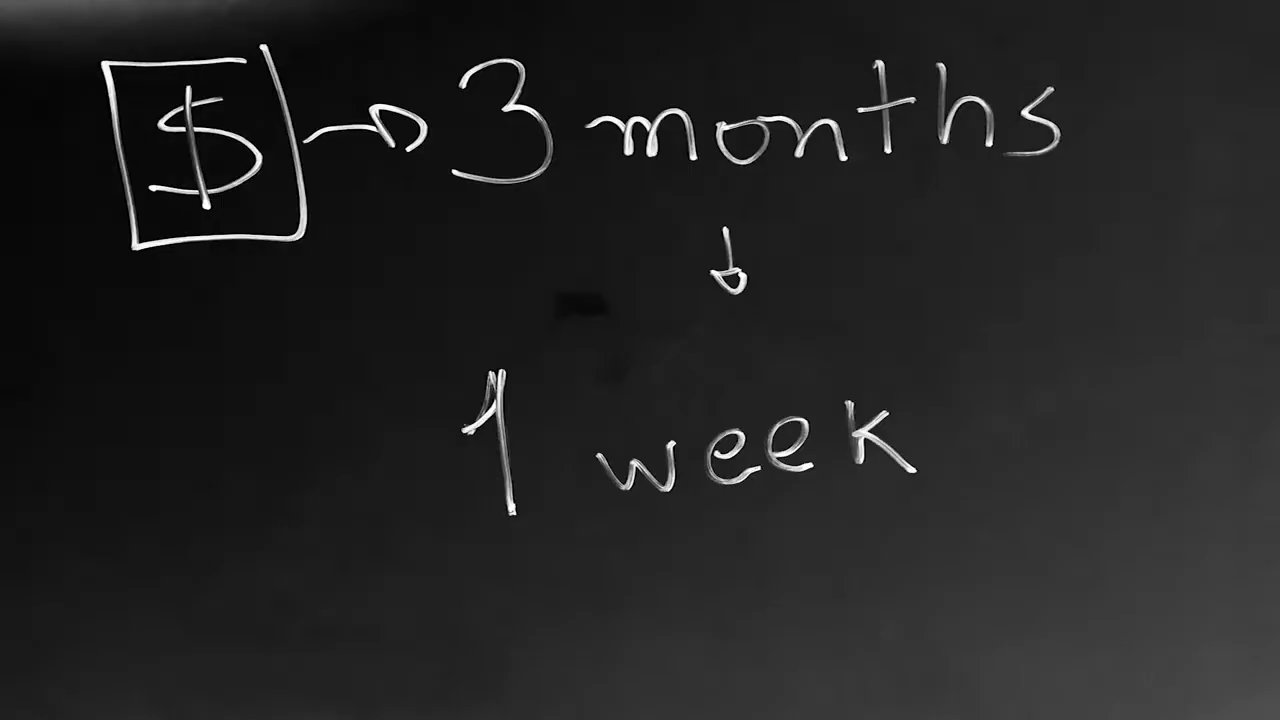 $ → 3 months
↓
1 week